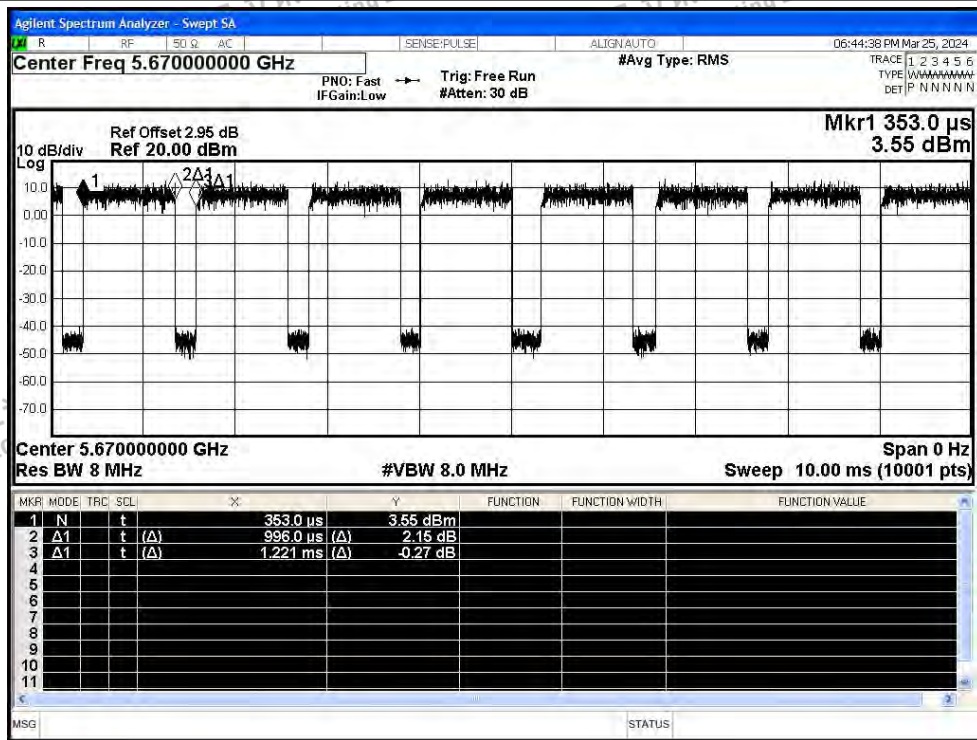 Agilent Spectrum Analyzer - Swept SA
R RF 50 Ω AC SENSE:PULSE ALIGN AUTO 06:44:38 PM Mar 25, 2024
Center Freq 5.670000000 GHz #Avg Type: RMS TRACE 1 2 3 4 5 6
PNO: Fast Trig: Free Run TYPE WWWWWW
IFGain:Low #Atten: 30 dB DET P N N N N N
Mkr1 353.0 µs
Ref Offset 2.95 dB
10 dB/div Ref 20.00 dBm 3.55 dBm
Log
10.0
1
2Δ1
3Δ1
0.00
-10.0
-20.0
-30.0
-40.0
-50.0
-60.0
-70.0
Center 5.670000000 GHz Span 0 Hz
Res BW 8 MHz #VBW 8.0 MHz Sweep 10.00 ms (10001 pts)
MKR MODE TRC SCL X Y FUNCTION FUNCTION WIDTH FUNCTION VALUE
1 N t 353.0 µs 3.55 dBm
2 Δ1 t (Δ) 996.0 µs (Δ) 2.15 dB
3 Δ1 t (Δ) 1.221 ms (Δ) -0.27 dB
4
5
6
7
8
9
10
11
MSG STATUS